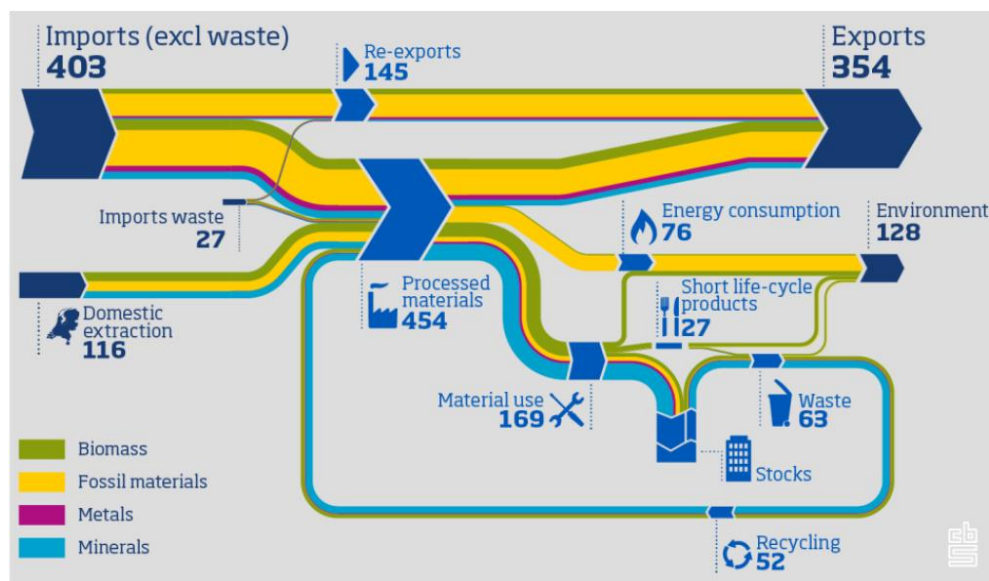 Imports (excl waste)
403
Re-exports
145
Exports
354
Imports waste
27
Energy consumption
76
Environment
128
Domestic
extraction
116
Processed
materials
454
Short life-cycle
products
27
Material use
169
Waste
63
Stocks
Biomass
Fossil materials
Metals
Minerals
Recycling
52
cbs